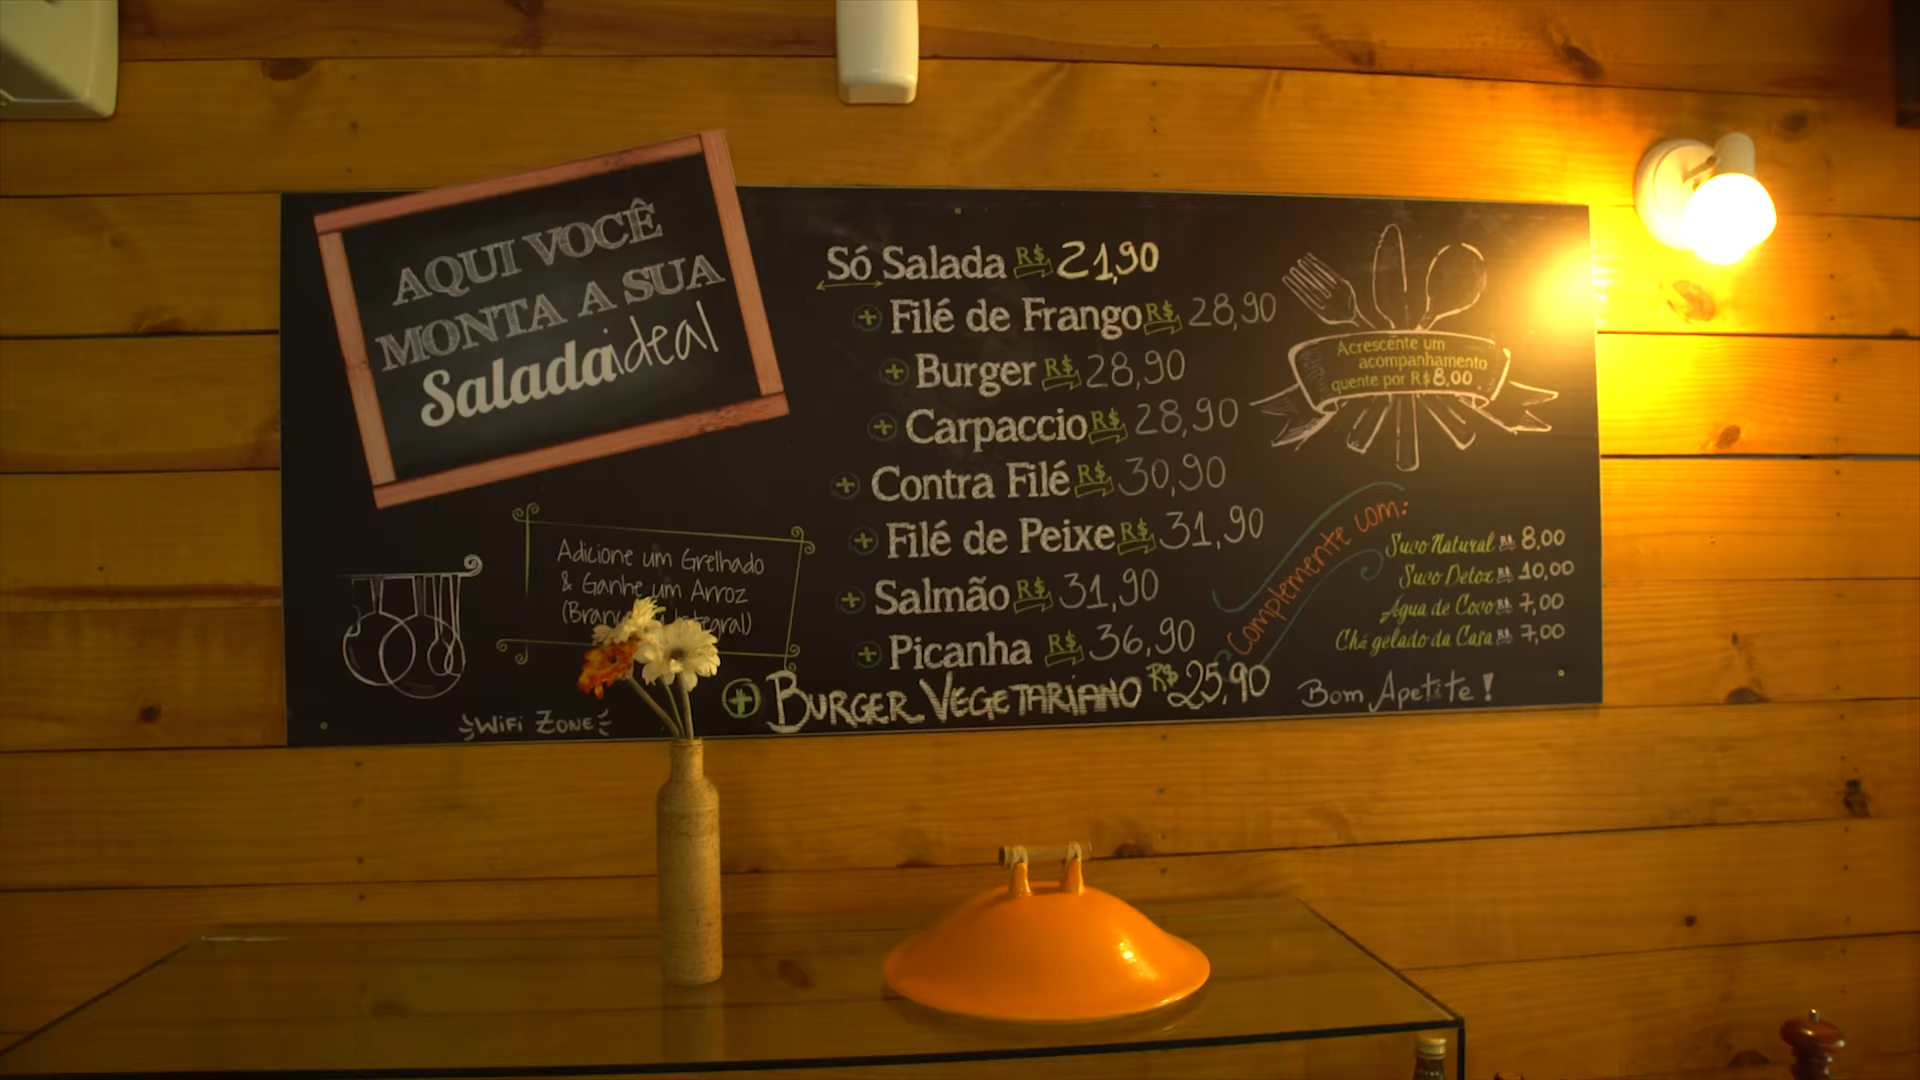 AQUI VOCÊ
MONTA A SUA
Saladaideal
Adicione um Grelhado
& Ganhe um Arroz
Só Salada R$ 21,90
+ Filé de Frango R$ 28,90
+ Burger R$ 28,90
+ Carpaccio R$ 28,90
+ Contra Filé R$ 30,90
+ Filé de Peixe R$ 31,90
+ Salmão R$ 31,90
+ Picanha R$ 36,90
+ BURGER VEGETARIANO R$ 25,90
Acrescente um
acompanhamento
quente por R$ 8,00
Complemente com:
Suco Natural R$ 8,00
Suco Detox R$ 10,00
Água de Coco R$ 7,00
Chá gelado da Casa R$ 7,00
Bom Apetite!
WiFi ZONE